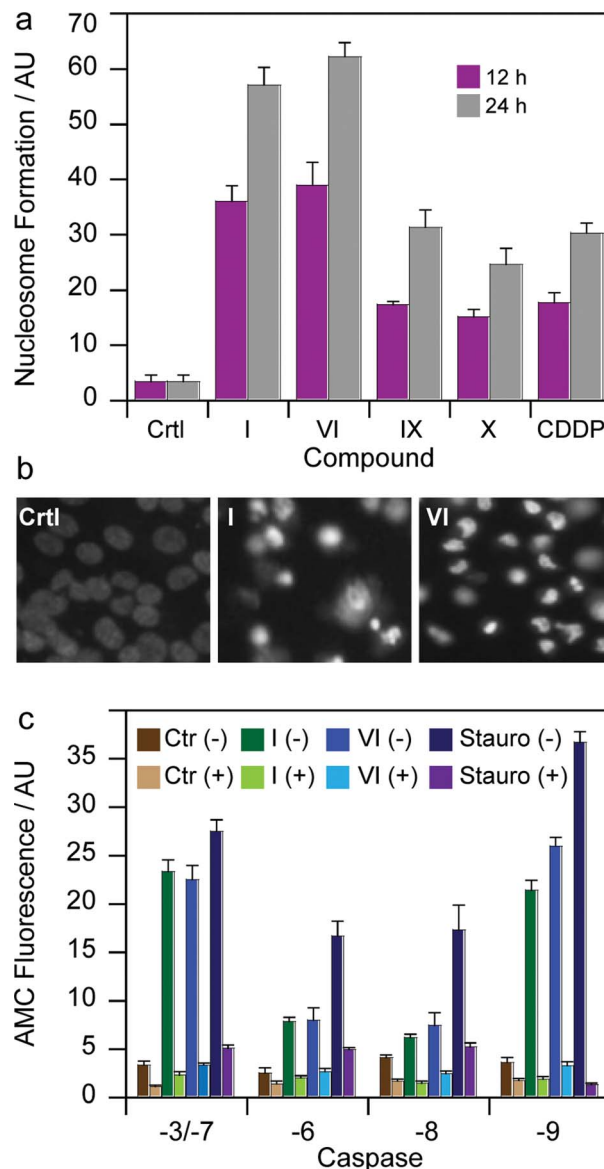 a
Nucleosome Formation / AU
70
60
50
40
30
20
10
0
12 h
24 h
Crtl I VI IX X CDDP
Compound
b
Crtl I VI
c
AMC Fluorescence / AU
35
30
25
20
15
10
5
0
Ctr (-) I (-) VI (-) Stauro (-)
Ctr (+) I (+) VI (+) Stauro (+)
-3/-7 -6 -8 -9
Caspase